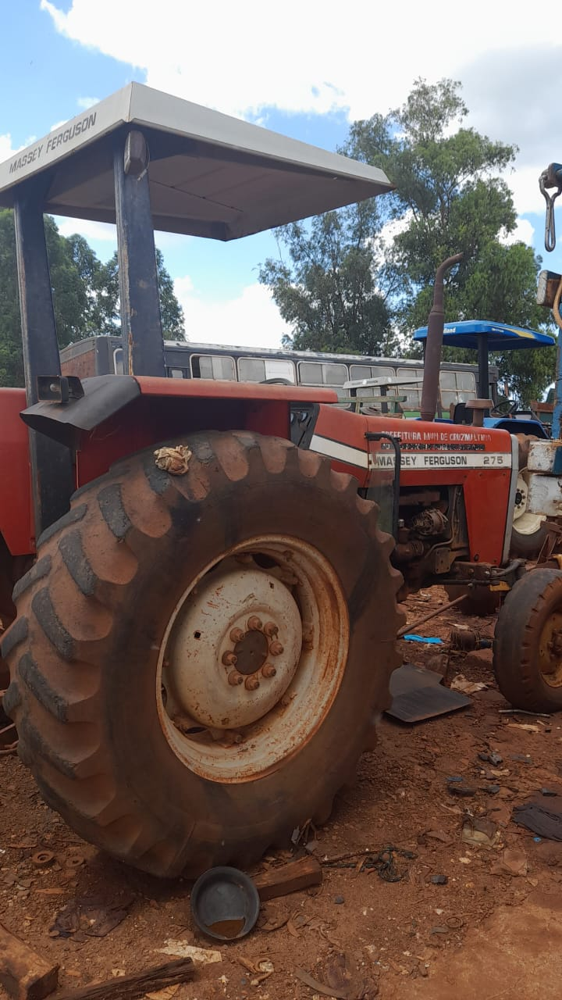 MASSEY FERGUSON
PREFEITURA MUN DE CRUZMALTINA
MASSEY FERGUSON 275